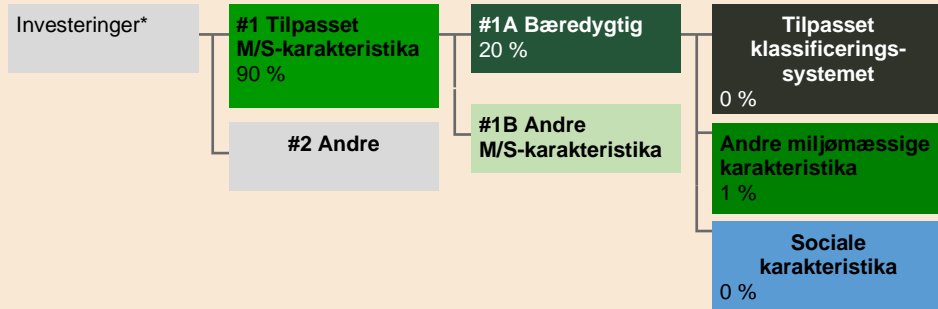 Investeringer*
#1 Tilpasset
M/S-karakteristika
90 %
#2 Andre
#1A Bæredygtig
20 %
#1B Andre
M/S-karakteristika
Tilpasset
klassificerings-
systemet
0 %
Andre miljømæssige
karakteristika
1 %
Sociale
karakteristika
0 %